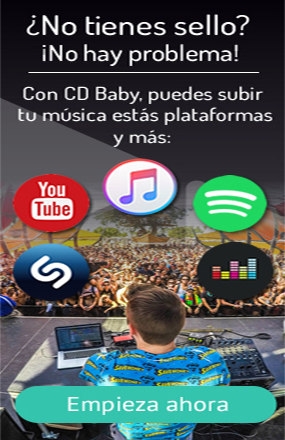 ¿No tienes sello?
¡No hay problema!
Con CD Baby, puedes subir
tu música estás plataformas
y más:
You
Tube
Empieza ahora